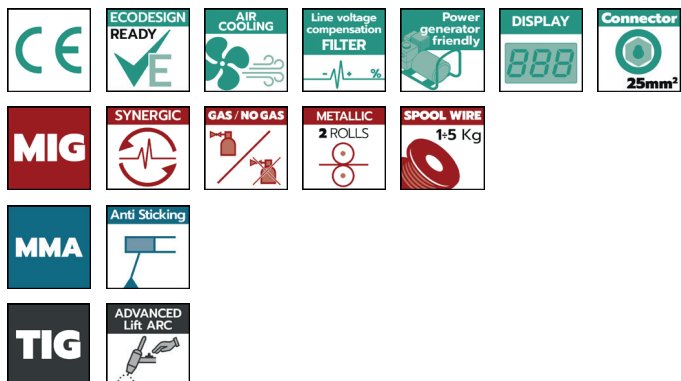 CE
ECODESIGN
READY
E
AIR
COOLING
Line voltage
compensation
FILTER
- + %
Power
generator
friendly
DISPLAY
888
Connector
25mm²
MIG
SYNERGIC
GAS / NO GAS
METALLIC
2 ROLLS
SPOOL WIRE
1÷5 Kg
MMA
Anti Sticking
TIG
ADVANCED
Lift ARC